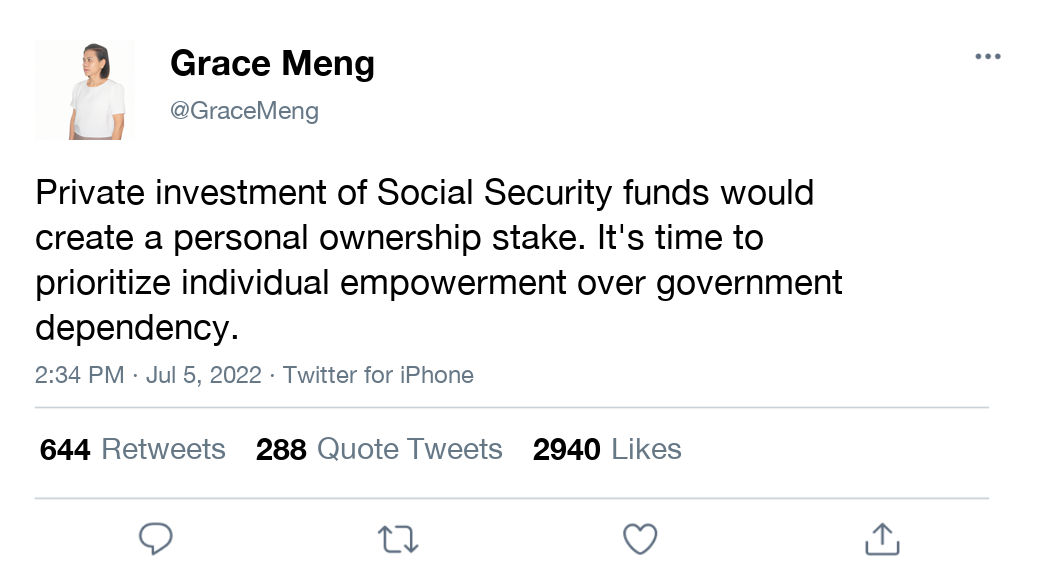 Grace Meng
@GraceMeng
Private investment of Social Security funds would
create a personal ownership stake. It's time to
prioritize individual empowerment over government
dependency.
2:34 PM · Jul 5, 2022 · Twitter for iPhone
644 Retweets 288 Quote Tweets 2940 Likes